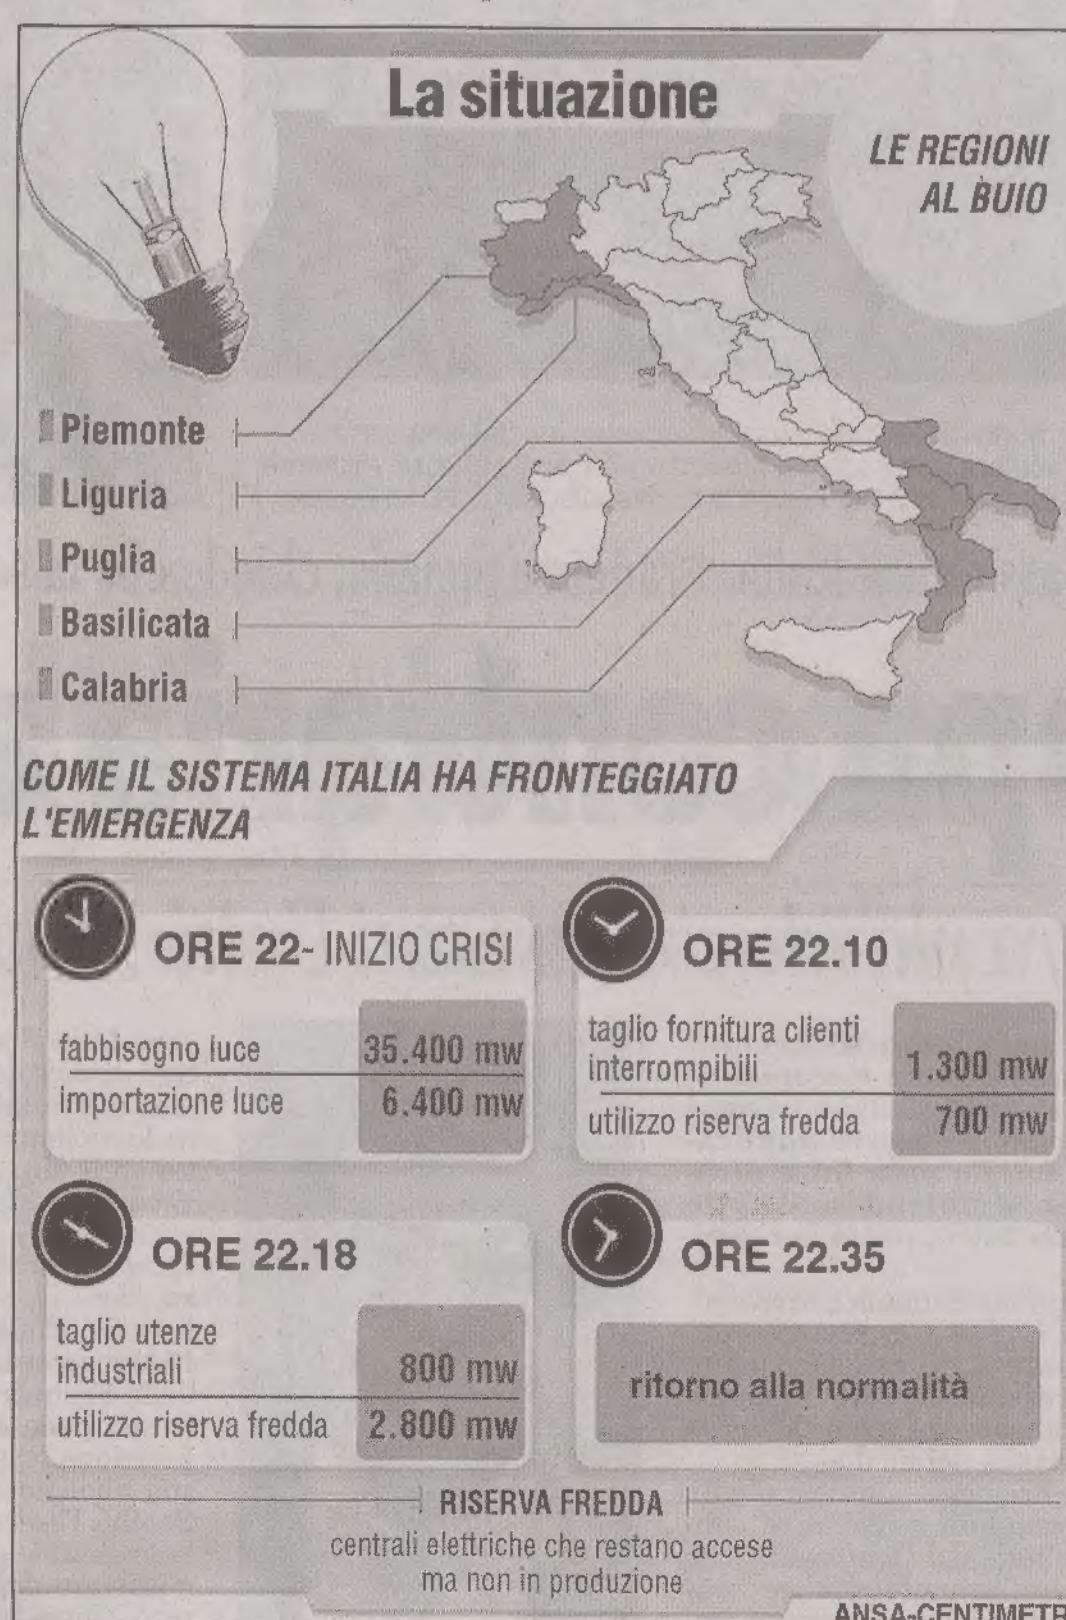 La situazione
LE REGIONI
AL BUIO
Piemonte
Liguria
Puglia
Basilicata
Calabria
COME IL SISTEMA ITALIA HA FRONTEGGIATO
L'EMERGENZA
ORE 22- INIZIO CRISI
fabbisogno luce 35.400 mw
importazione luce 6.400 mw
ORE 22.10
taglio fornitura clienti
interrompibili 1.300 mw
utilizzo riserva fredda 700 mw
ORE 22.18
taglio utenze
industriali 800 mw
utilizzo riserva fredda 2.800 mw
ORE 22.35
ritorno alla normalità
RISERVA FREDDA
centrali elettriche che restano accese
ma non in produzione
ANSA-CENTIMETR